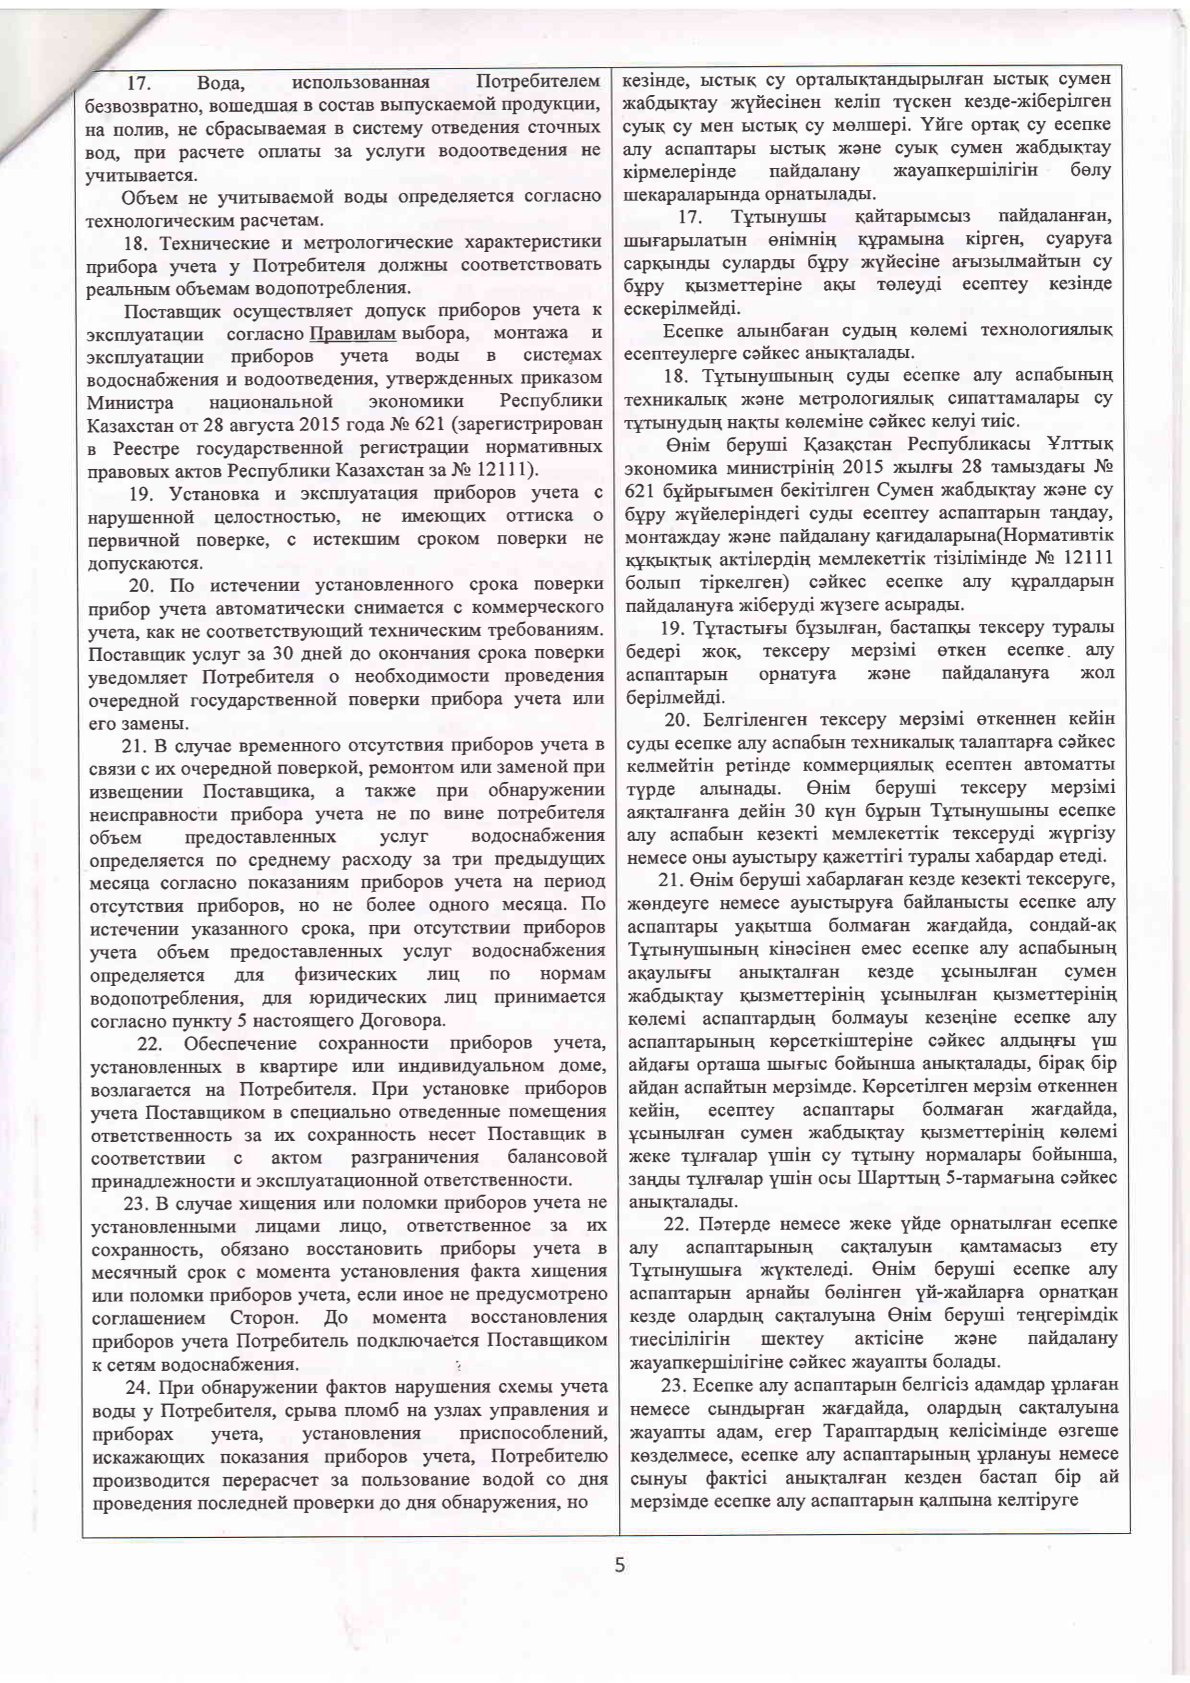 17. Вода, использованная Потребителем
безвозвратно, вошедшая в состав выпускаемой продукции,
на полив, не сбрасываемая в систему отведения сточных
вод, при расчете оплаты за услуги водоотведения не
учитывается.
Объем не учитываемой воды определяется согласно
технологическим расчетам.
18. Технические и метрологические характеристики
прибора учета у Потребителя должны соответствовать
реальным объемам водопотребления.
Поставщик осуществляет допуск приборов учета к
эксплуатации согласно Правилам выбора, монтажа и
эксплуатации приборов учета воды в системах
водоснабжения и водоотведения, утвержденных приказом
Министра национальной экономики Республики
Казахстан от 28 августа 2015 года № 621 (зарегистрирован
в Реестре государственной регистрации нормативных
правовых актов Республики Казахстан за № 12111).
19. Установка и эксплуатация приборов учета с
нарушенной целостностью, не имеющих оттиска о
первичной поверке, с истекшим сроком поверки не
допускаются.
20. По истечении установленного срока поверки
прибор учета автоматически снимается с коммерческого
учета, как не соответствующий техническим требованиям.
Поставщик услуг за 30 дней до окончания срока поверки
уведомляет Потребителя о необходимости проведения
очередной государственной поверки прибора учета или
его замены.
21. В случае временного отсутствия приборов учета в
связи с их очередной поверкой, ремонтом или заменой при
извещении Поставщика, а также при обнаружении
неисправности прибора учета не по вине потребителя
объем предоставленных услуг водоснабжения
определяется по среднему расходу за три предыдущих
месяца согласно показаниям приборов учета на период
отсутствия приборов, но не более одного месяца. По
истечении указанного срока, при отсутствии приборов
учета объем предоставленных услуг водоснабжения
определяется для физических лиц по нормам
водопотребления, для юридических лиц принимается
согласно пункту 5 настоящего Договора.
22. Обеспечение сохранности приборов учета,
установленных в квартире или индивидуальном доме,
возлагается на Потребителя. При установке приборов
учета Поставщиком в специально отведенные помещения
ответственность за их сохранность несет Поставщик в
соответствии с актом разграничения балансовой
принадлежности и эксплуатационной ответственности.
23. В случае хищения или поломки приборов учета не
установленными лицами лицо, ответственное за их
сохранность, обязано восстановить приборы учета в
месячный срок с момента установления факта хищения
или поломки приборов учета, если иное не предусмотрено
соглашением Сторон. До момента восстановления
приборов учета Потребитель подключается Поставщиком
к сетям водоснабжения.
24. При обнаружении фактов нарушения схемы учета
воды у Потребителя, срыва пломб на узлах управления и
приборах учета, установления приспособлений,
искажающих показания приборов учета, Потребителю
производится перерасчет за пользование водой со дня
проведения последней проверки до дня обнаружения, но
кезінде, ыстық су орталықтандырылған ыстық сумен
жабдықтау жүйесінен келіп түскен кезде-жіберілген
суық су мен ыстық су мөлшері. Үйге ортақ су есепке
алу аспаптары ыстық және суық сумен жабдықтау
кірмелерінде пайдалану жауапкершілігін бөлу
шекараларында орнатылады.
17. Тұтынушы қайтарымсыз пайдаланған,
шығарылатын өнімнің құрамына кірген, суаруға
сарқынды суларды бұру жүйесіне ағызылмайтын су
бұру қызметтеріне ақы төлеуді есептеу кезінде
ескерілмейді.
Есепке алынбаған судың көлемі технологиялық
есептеулерге сәйкес анықталады.
18. Тұтынушының суды есепке алу аспабының
техникалық және метрологиялық сипаттамалары су
тұтынудың нақты көлеміне сәйкес келуі тиіс.
Өнім беруші Қазақстан Республикасы Ұлттық
экономика министрінің 2015 жылғы 28 тамыздағы №
621 бұйрығымен бекітілген Сумен жабдықтау және су
бұру жүйелеріндегі суды есептеу аспаптарын таңдау,
монтаждау және пайдалану қағидаларына(Нормативтік
құқықтық актілердің мемлекеттік тізілімінде № 12111
болып тіркелген) сәйкес есепке алу құралдарын
пайдалануға жіберуді жүзеге асырады.
19. Тұтастығы бұзылған, бастапқы тексеру туралы
бедері жоқ, тексеру мерзімі өткен есепке алу
аспаптарын орнатуға және пайдалануға жол
берілмейді.
20. Белгіленген тексеру мерзімі өткеннен кейін
суды есепке алу аспабын техникалық талаптарға сәйкес
келмейтін ретінде коммерциялық есептен автоматты
түрде алынады. Өнім беруші тексеру мерзімі
аяқталғанға дейін 30 күн бұрын Тұтынушыны есепке
алу аспабын кезекті мемлекеттік тексеруді жүргізу
немесе оны ауыстыру қажеттігі туралы хабардар етеді.
21. Өнім беруші хабарлаған кезде кезекті тексеруге,
жөндеуге немесе ауыстыруға байланысты есепке алу
аспаптары уақытша болмаған жағдайда, сондай-ақ
Тұтынушының кінәсінен емес есепке алу аспабының
ақаулығы анықталған кезде ұсынылған сумен
жабдықтау қызметтерінің ұсынылған қызметтерінің
көлемі аспаптардың болмауы кезеңіне есепке алу
аспаптарының көрсеткіштеріне сәйкес алдыңғы үш
айдағы орташа шығыс бойынша анықталады, бірақ бір
айдан аспайтын мерзімде. Көрсетілген мерзім өткеннен
кейін, есептеу аспаптары болмаған жағдайда,
ұсынылған сумен жабдықтау қызметтерінің көлемі
жеке тұлғалар үшін су тұтыну нормалары бойынша,
заңды тұлғалар үшін осы Шарттың 5-тармағына сәйкес
анықталады.
22. Пәтерде немесе жеке үйде орнатылған есепке
алу аспаптарының сақталуын қамтамасыз ету
Тұтынушыға жүктеледі. Өнім беруші есепке алу
аспаптарын арнайы бөлінген үй-жайларға орнатқан
кезде олардың сақталуына Өнім беруші теңгерімдік
тиесілілігін шектеу актісіне және пайдалану
жауапкершілігіне сәйкес жауапты болады.
23. Есепке алу аспаптарын белгісіз адамдар ұрлаған
немесе сындырған жағдайда, олардың сақталуына
жауапты адам, егер Тараптардың келісімінде өзгеше
көзделмесе, есепке алу аспаптарының ұрлануы немесе
сынуы фактісі анықталған кезден бастап бір ай
мерзімде есепке алу аспаптарын қалпына келтіруге
5